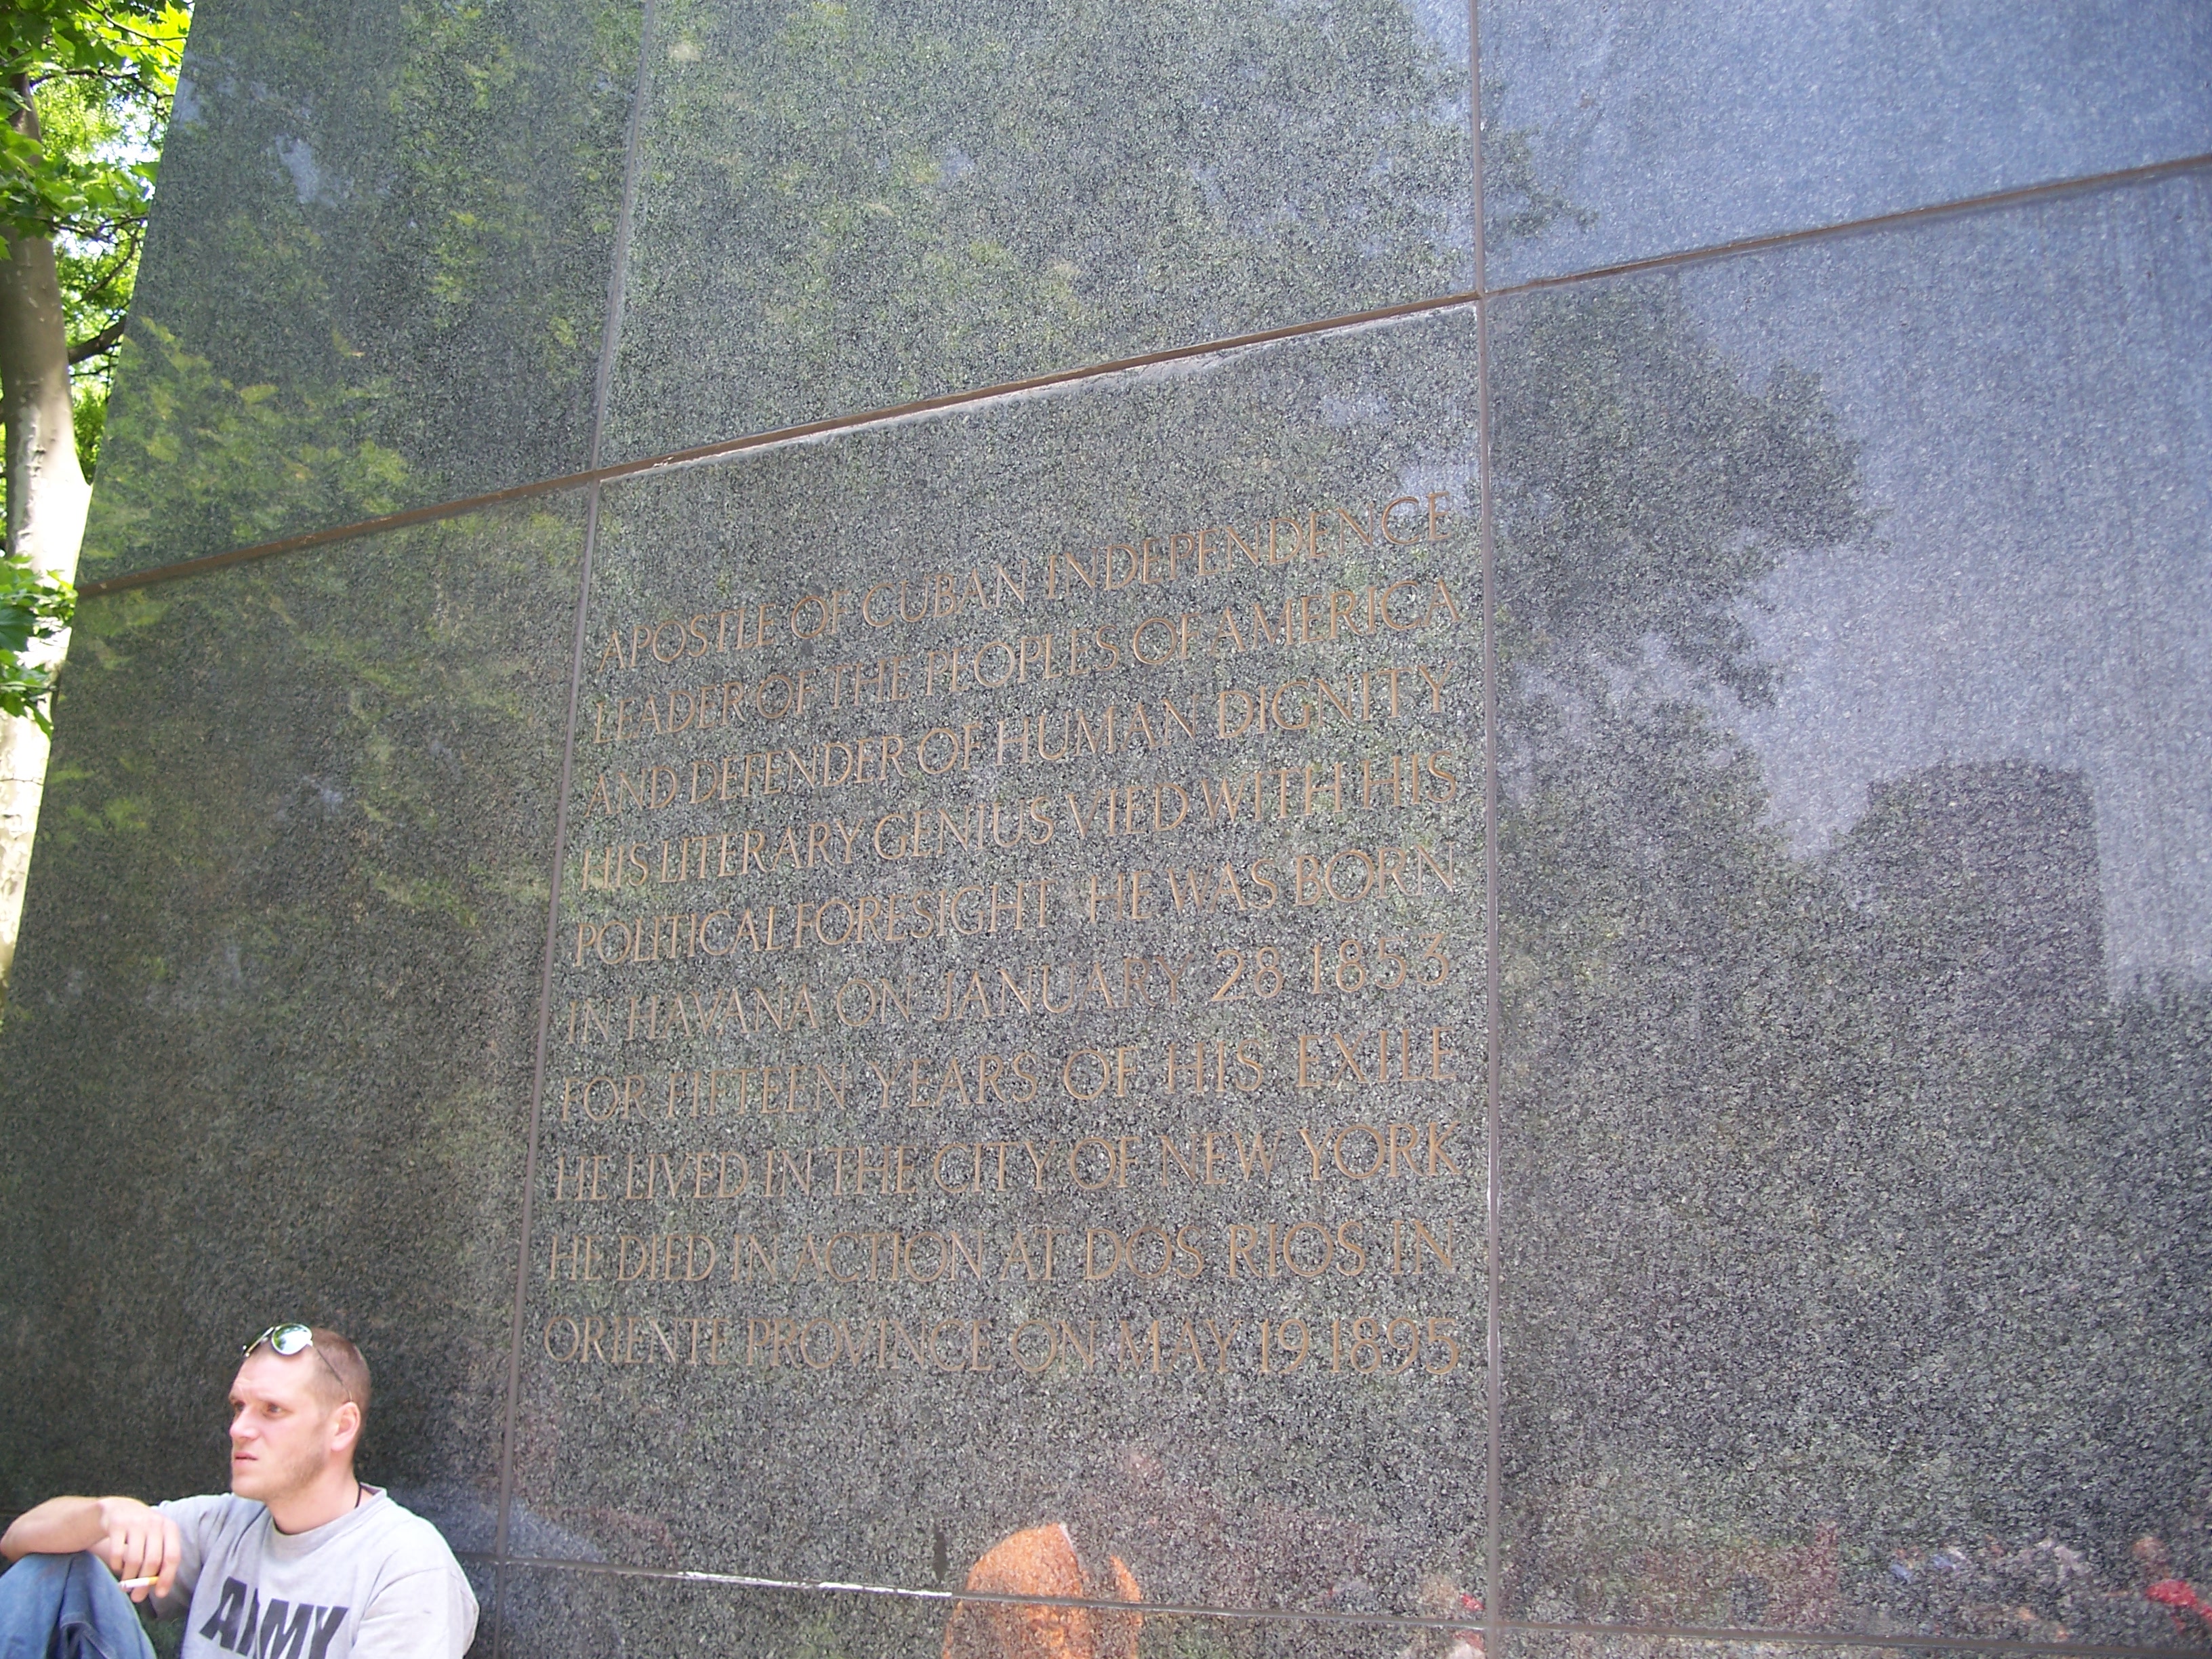 APOSTLE OF CUBAN INDEPENDENCE
LEADER OF THE PEOPLES OF AMERICA
AND DEFENDER OF HUMAN DIGNITY
HIS LITERARY GENIUS VIED WITH HIS
POLITICAL FORESIGHT HE WAS BORN
IN HAVANA ON JANUARY 28 1853
FOR FIFTEEN YEARS OF HIS EXILE
HE LIVED IN THE CITY OF NEW YORK
HE DIED IN ACTION AT DOS RIOS IN
ORIENTE PROVINCE ON MAY 19 1895
ARMY